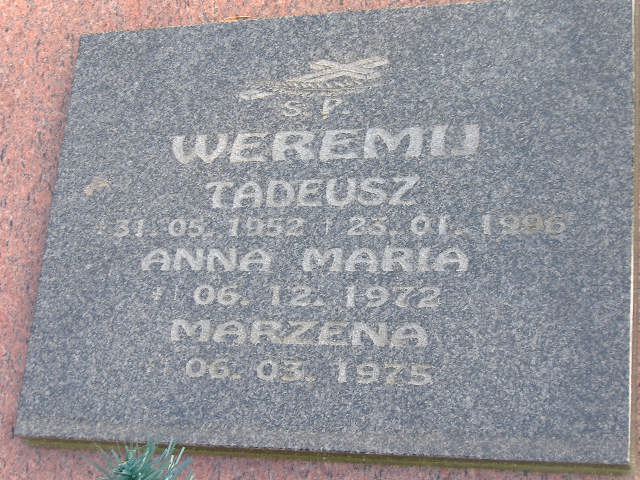 Ś.P.
WEREMIJ
TADEUSZ
* 31. 05. 1952 † 23. 01. 1996
ANNA MARIA
*† 06. 12. 1972
MARZENA
*† 06. 03. 1975